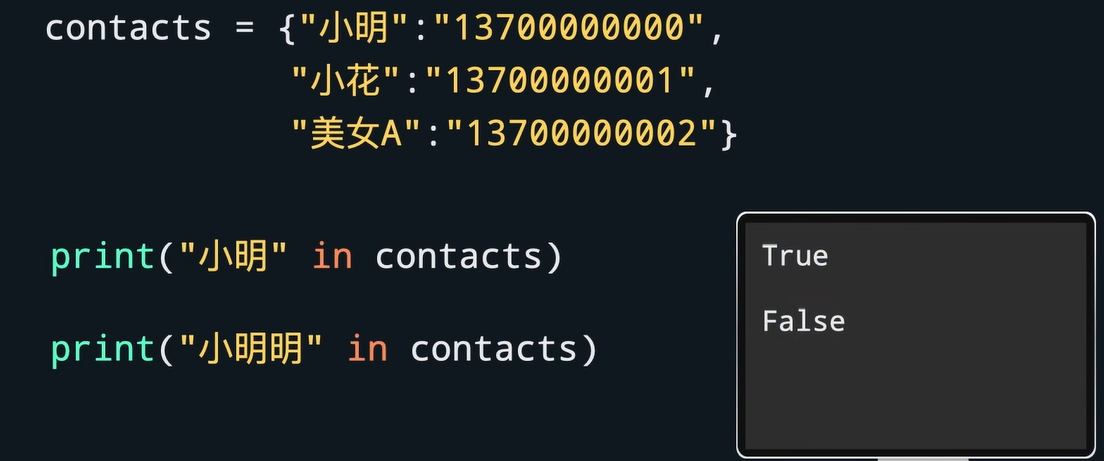 contacts = {"小明":"13700000000",
"小花":"13700000001",
"美女A":"13700000002"}
print("小明" in contacts)
print("小明明" in contacts)
True
False